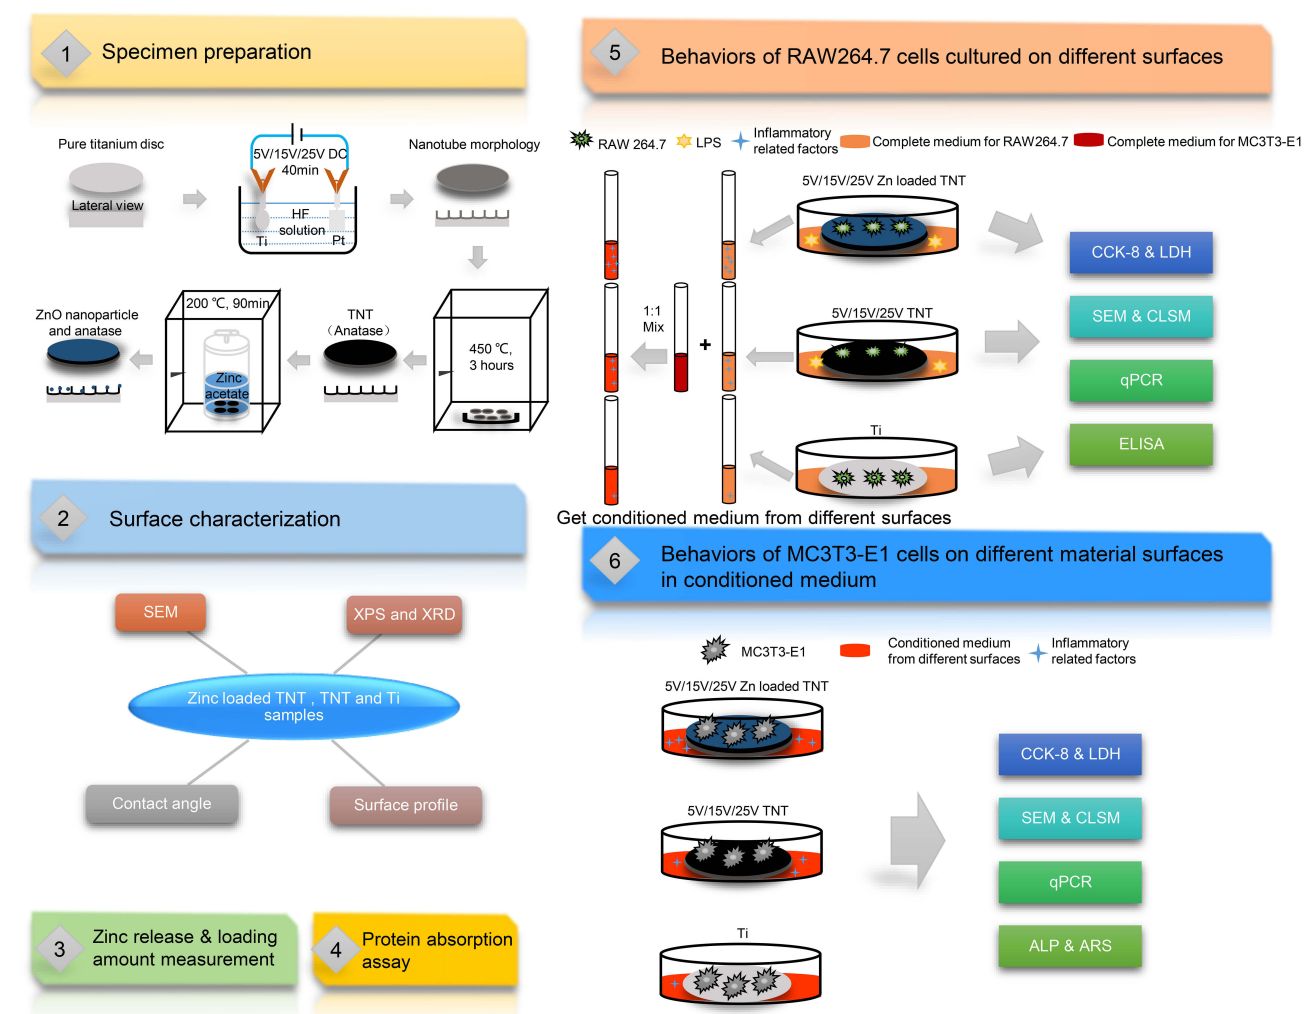 1
Specimen preparation
Pure titanium disc
Lateral view
5V/15V/25V DC
40min
HF
solution
Ti
Pt
Nanotube morphology
450 ℃,
3 hours
TNT
（Anatase）
200 ℃, 90min
Zinc
acetate
ZnO nanoparticle
and anatase
2
Surface characterization
SEM
XPS and XRD
Zinc loaded TNT , TNT and Ti
samples
Contact angle
Surface profile
3
Zinc release & loading
amount measurement
4
Protein absorption
assay
5
Behaviors of RAW264.7 cells cultured on different surfaces
RAW 264.7
LPS
Inflammatory
related factors
Complete medium for RAW264.7
Complete medium for MC3T3-E1
5V/15V/25V Zn loaded TNT
5V/15V/25V TNT
Ti
1:1
Mix
+
CCK-8 & LDH
SEM & CLSM
qPCR
ELISA
Get conditioned medium from different surfaces
6
Behaviors of MC3T3-E1 cells on different material surfaces
in conditioned medium
MC3T3-E1
Conditioned medium
from different surfaces
Inflammatory
related factors
5V/15V/25V Zn loaded TNT
5V/15V/25V TNT
Ti
CCK-8 & LDH
SEM & CLSM
qPCR
ALP & ARS